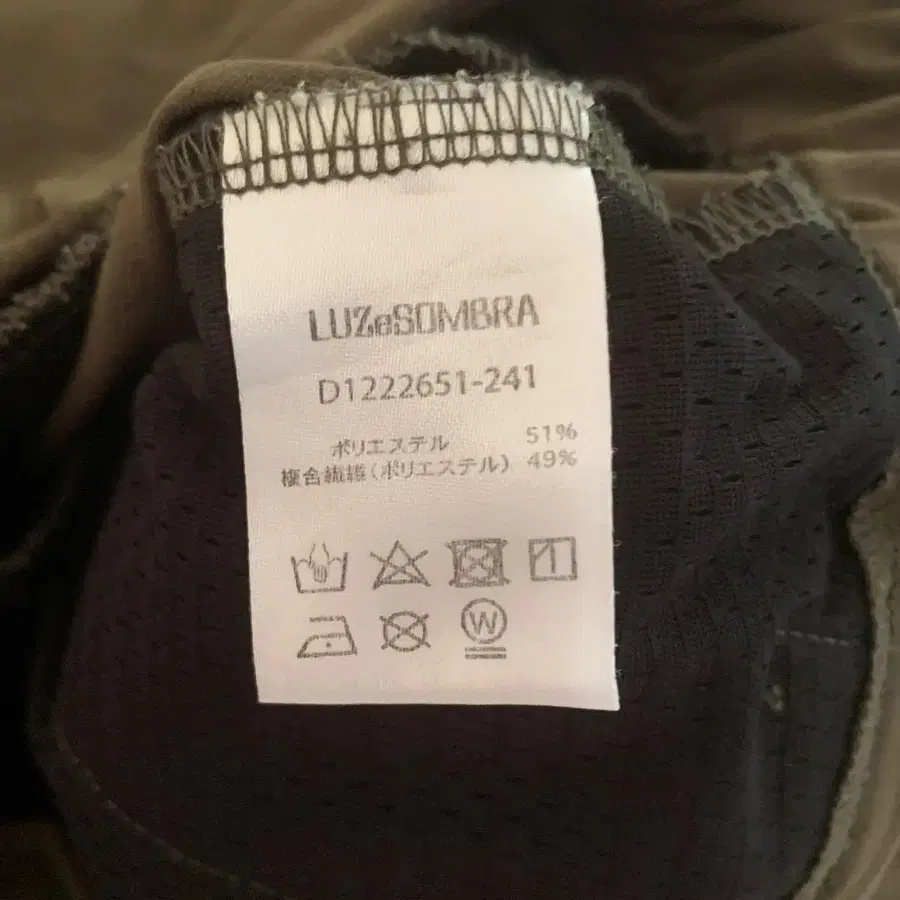 LUZeSOMBRA
D1222651-241
ポリエステル 51%
複合繊維(ポリエステル) 49%
W